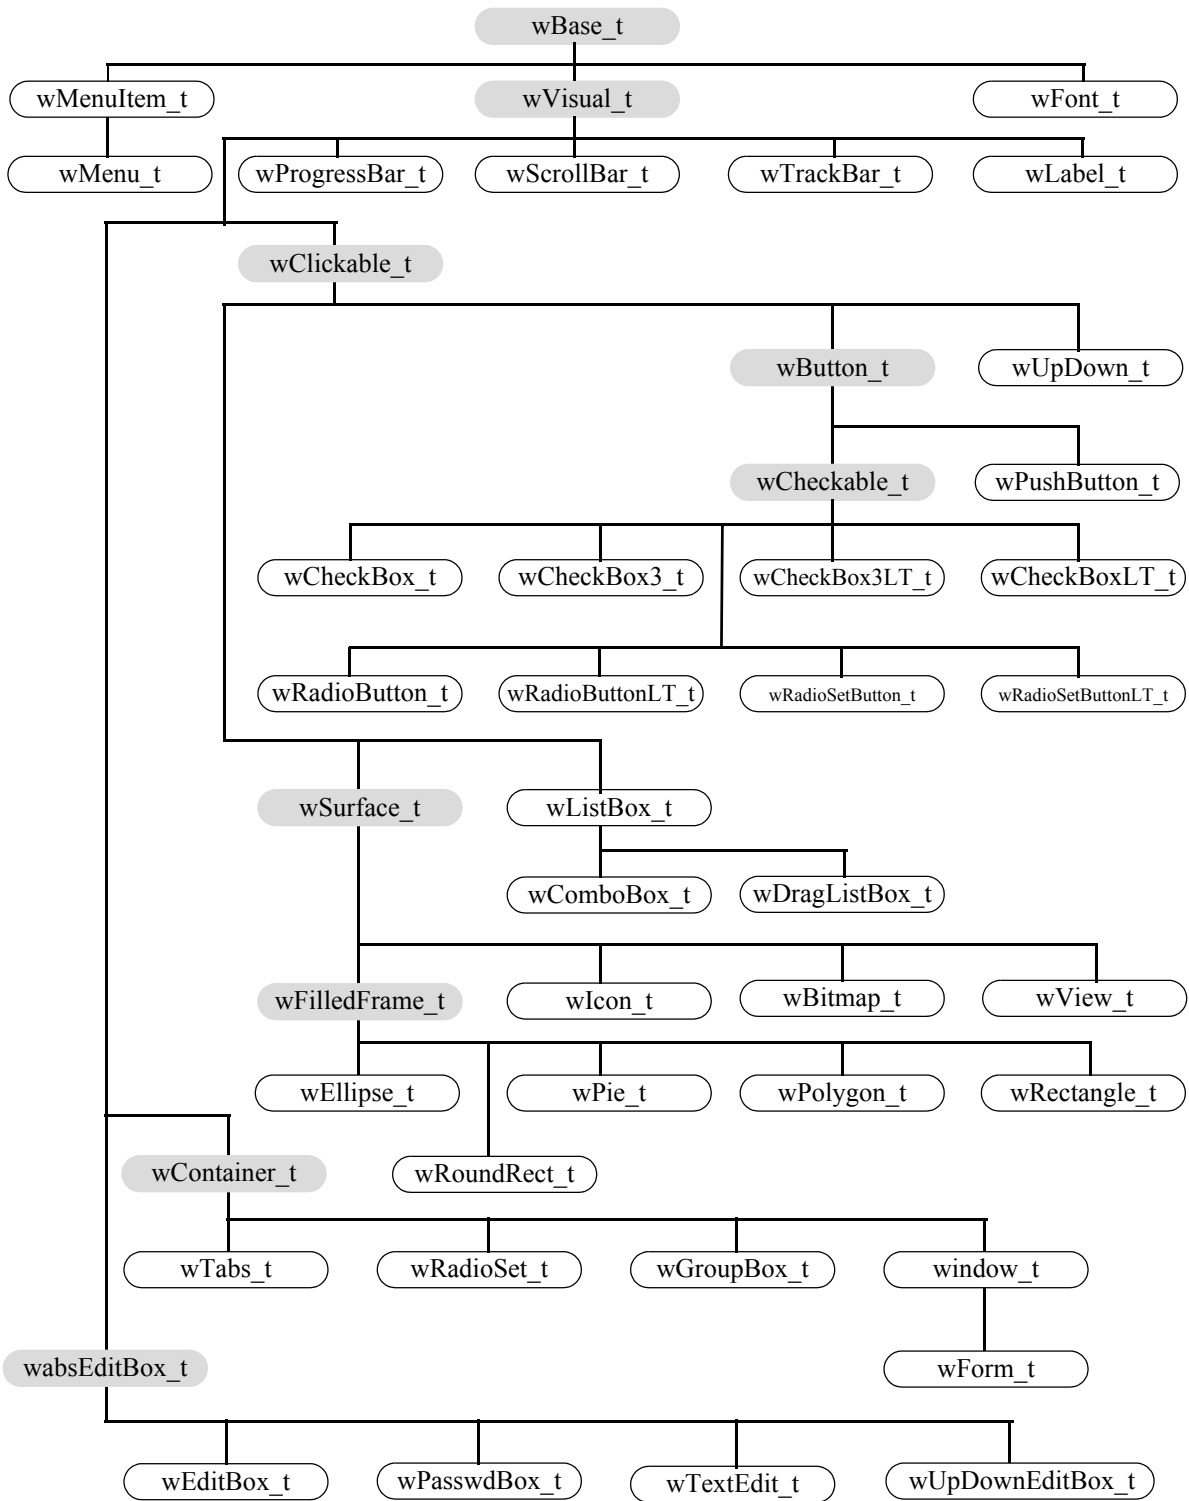 wBase_t
wMenuItem_t
wVisual_t
wFont_t
wMenu_t
wProgressBar_t
wScrollBar_t
wTrackBar_t
wLabel_t
wClickable_t
wButton_t
wUpDown_t
wCheckable_t
wPushButton_t
wCheckBox_t
wCheckBox3_t
wCheckBox3LT_t
wCheckBoxLT_t
wRadioButton_t
wRadioButtonLT_t
wRadioSetButton_t
wRadioSetButtonLT_t
wSurface_t
wListBox_t
wComboBox_t
wDragListBox_t
wFilledFrame_t
wIcon_t
wBitmap_t
wView_t
wEllipse_t
wPie_t
wPolygon_t
wRectangle_t
wContainer_t
wRoundRect_t
wTabs_t
wRadioSet_t
wGroupBox_t
window_t
wabsEditBox_t
wForm_t
wEditBox_t
wPasswdBox_t
wTextEdit_t
wUpDownEditBox_t